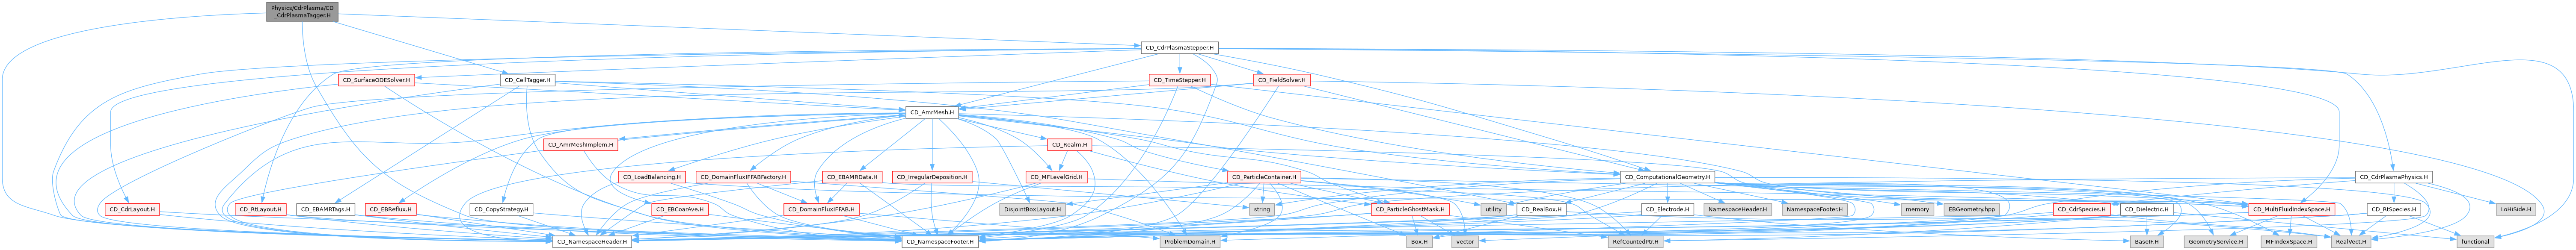 Physics/CdrPlasma/CD
_CdrPlasmaTagger.H
CD_CdrPlasmaStepper.H
CD_SurfaceODESolver.H
CD_CellTagger.H
CD_TimeStepper.H
CD_FieldSolver.H
CD_AmrMesh.H
CD_AmrMeshImplem.H
CD_Realm.H
CD_LoadBalancing.H
CD_DomainFluxIFFABFactory.H
CD_EBAMRData.H
CD_IrregularDeposition.H
CD_MFLevelGrid.H
CD_ParticleContainer.H
CD_ComputationalGeometry.H
CD_CdrPlasmaPhysics.H
CD_CdrLayout.H
CD_RtLayout.H
CD_EBAMRTags.H
CD_EBReflux.H
CD_CopyStrategy.H
CD_EBCoarAve.H
CD_DomainFluxIFFAB.H
DisjointBoxLayout.H
string
CD_ParticleGhostMask.H
utility
CD_RealBox.H
CD_Electrode.H
NamespaceHeader.H
NamespaceFooter.H
memory
EBGeometry.hpp
CD_CdrSpecies.H
CD_Dielectric.H
CD_MultiFluidIndexSpace.H
CD_RtSpecies.H
LoHiSide.H
CD_NamespaceHeader.H
CD_NamespaceFooter.H
ProblemDomain.H
Box.H
vector
RefCountedPtr.H
BaseIF.H
GeometryService.H
MFIndexSpace.H
RealVect.H
functional